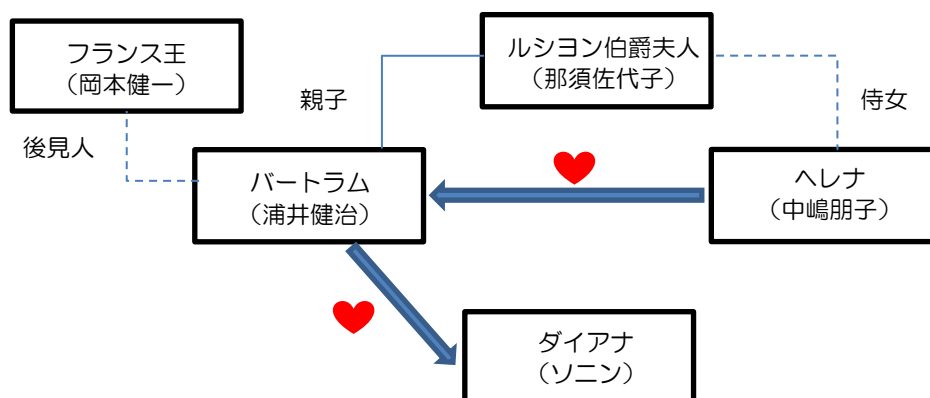 フランス王
（岡本健一）
ルシヨン伯爵夫人
（那須佐代子）
親子
侍女
後見人
バートラム
（浦井健治）
ヘレナ
（中嶋朋子）
ダイアナ
（ソニン）